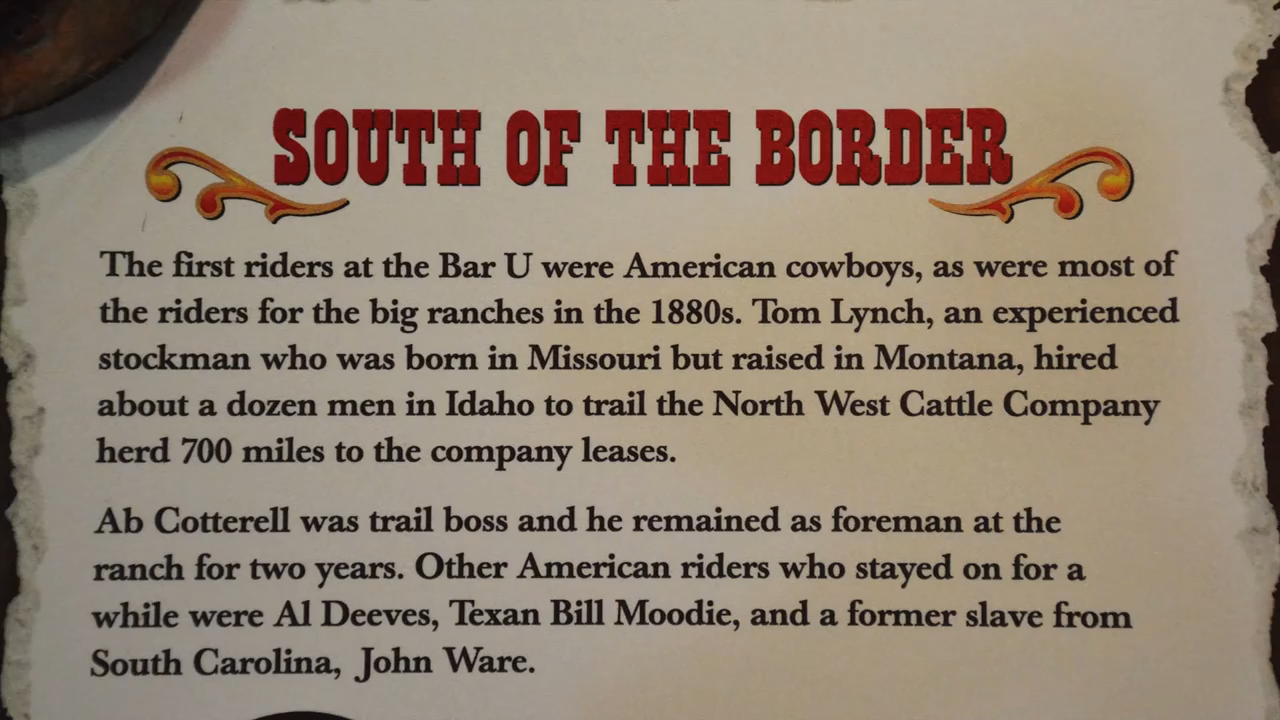 SOUTH OF THE BORDER
The first riders at the Bar U were American cowboys, as were most of
the riders for the big ranches in the 1880s. Tom Lynch, an experienced
stockman who was born in Missouri but raised in Montana, hired
about a dozen men in Idaho to trail the North West Cattle Company
herd 700 miles to the company leases.
Ab Cotterell was trail boss and he remained as foreman at the
ranch for two years. Other American riders who stayed on for a
while were Al Deeves, Texan Bill Moodie, and a former slave from
South Carolina, John Ware.